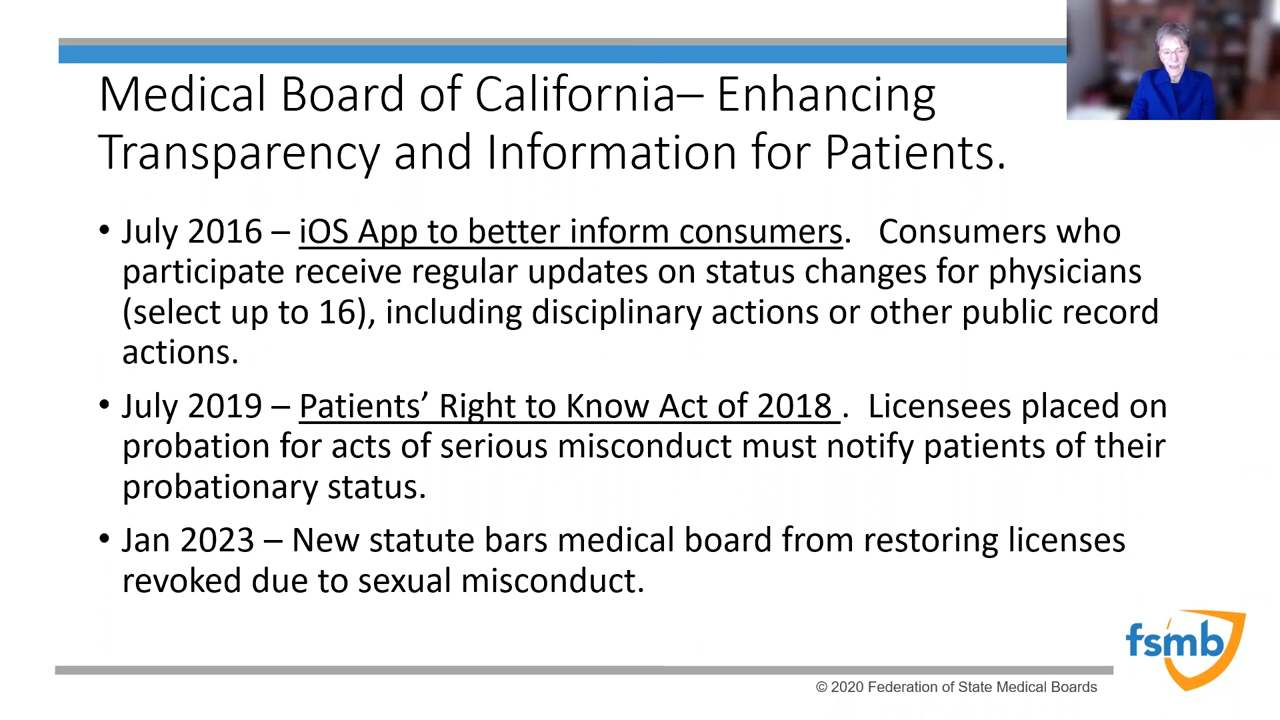 Medical Board of California– Enhancing
Transparency and Information for Patients.
• July 2016 – iOS App to better inform consumers. Consumers who
participate receive regular updates on status changes for physicians
(select up to 16), including disciplinary actions or other public record
actions.
• July 2019 – Patients’ Right to Know Act of 2018 . Licensees placed on
probation for acts of serious misconduct must notify patients of their
probationary status.
• Jan 2023 – New statute bars medical board from restoring licenses
revoked due to sexual misconduct.
fsmb
© 2020 Federation of State Medical Boards